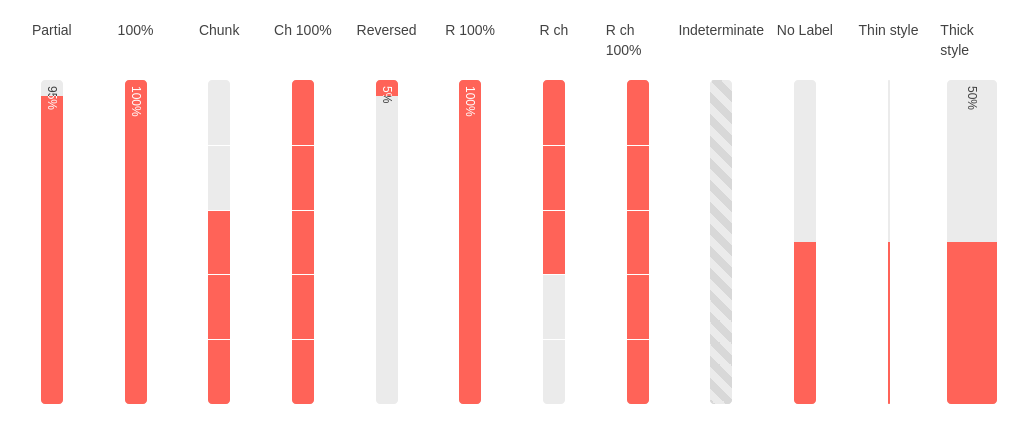 Partial
100%
Chunk
Ch 100%
Reversed
R 100%
R ch
R ch
100%
Indeterminate
No Label
Thin style
Thick
style
95%
100%
5%
100%
50%